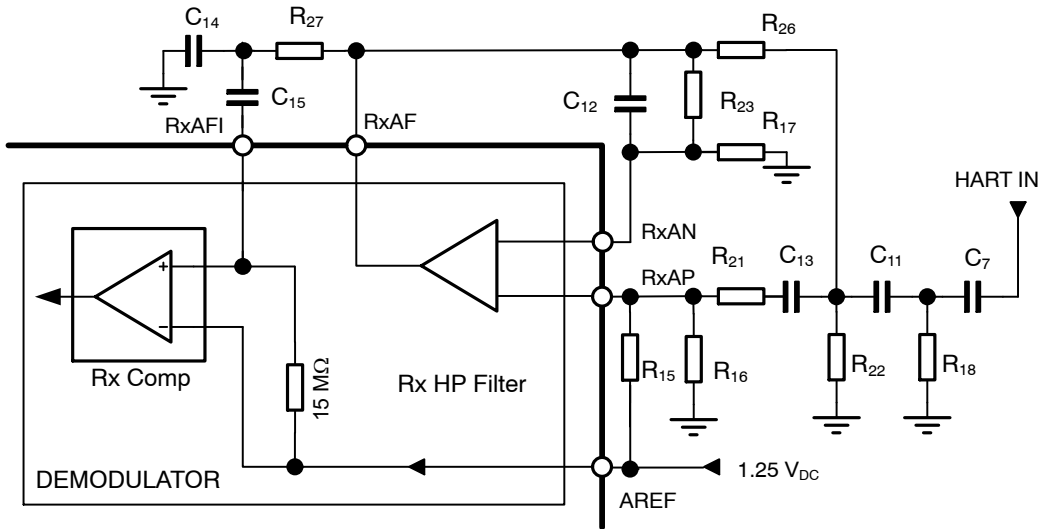 C14
R27
R26
C15
C12
R23
R17
RxAFI
RxAF
HART IN
RxAN
R21
C13
C11
C7
RxAP
+
−
Rx Comp
15 MΩ
Rx HP Filter
R15
R16
R22
R18
DEMODULATOR
1.25 VDC
AREF